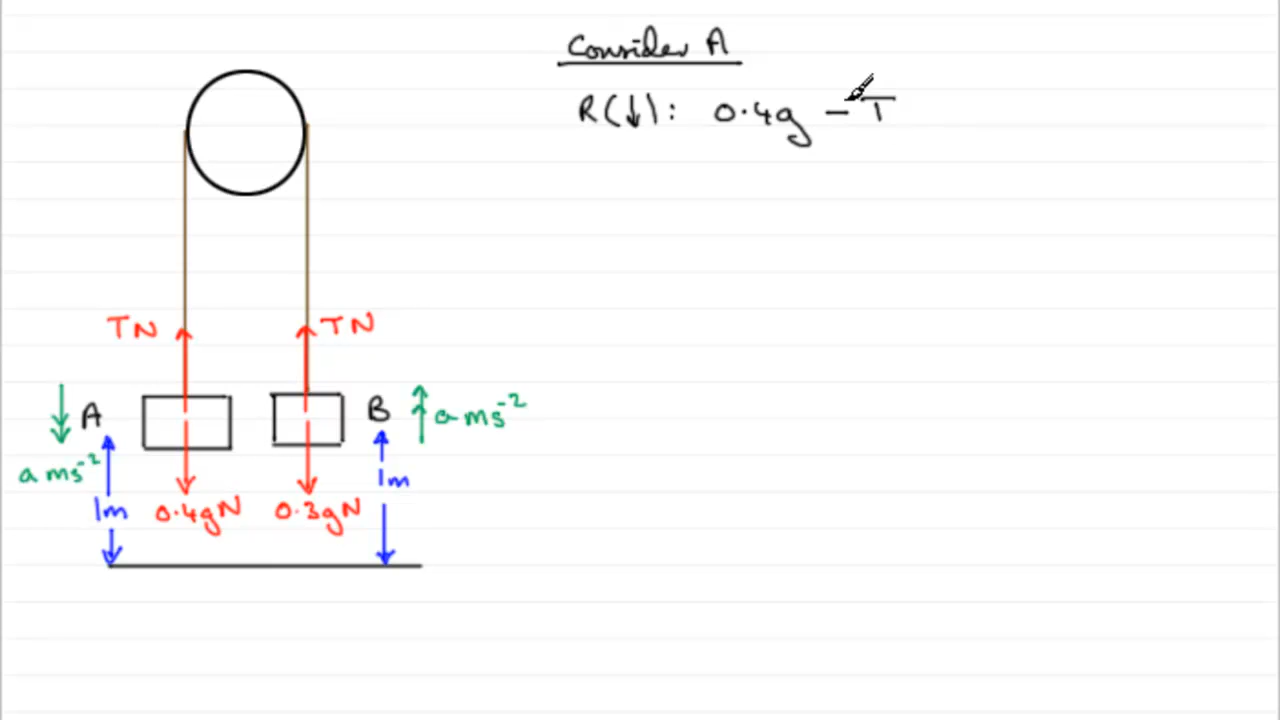 Consider A
R(↓): 0.4g - T
TN
TN
A
B
a ms⁻²
a ms⁻²
1m
1m
0.4gN
0.3gN